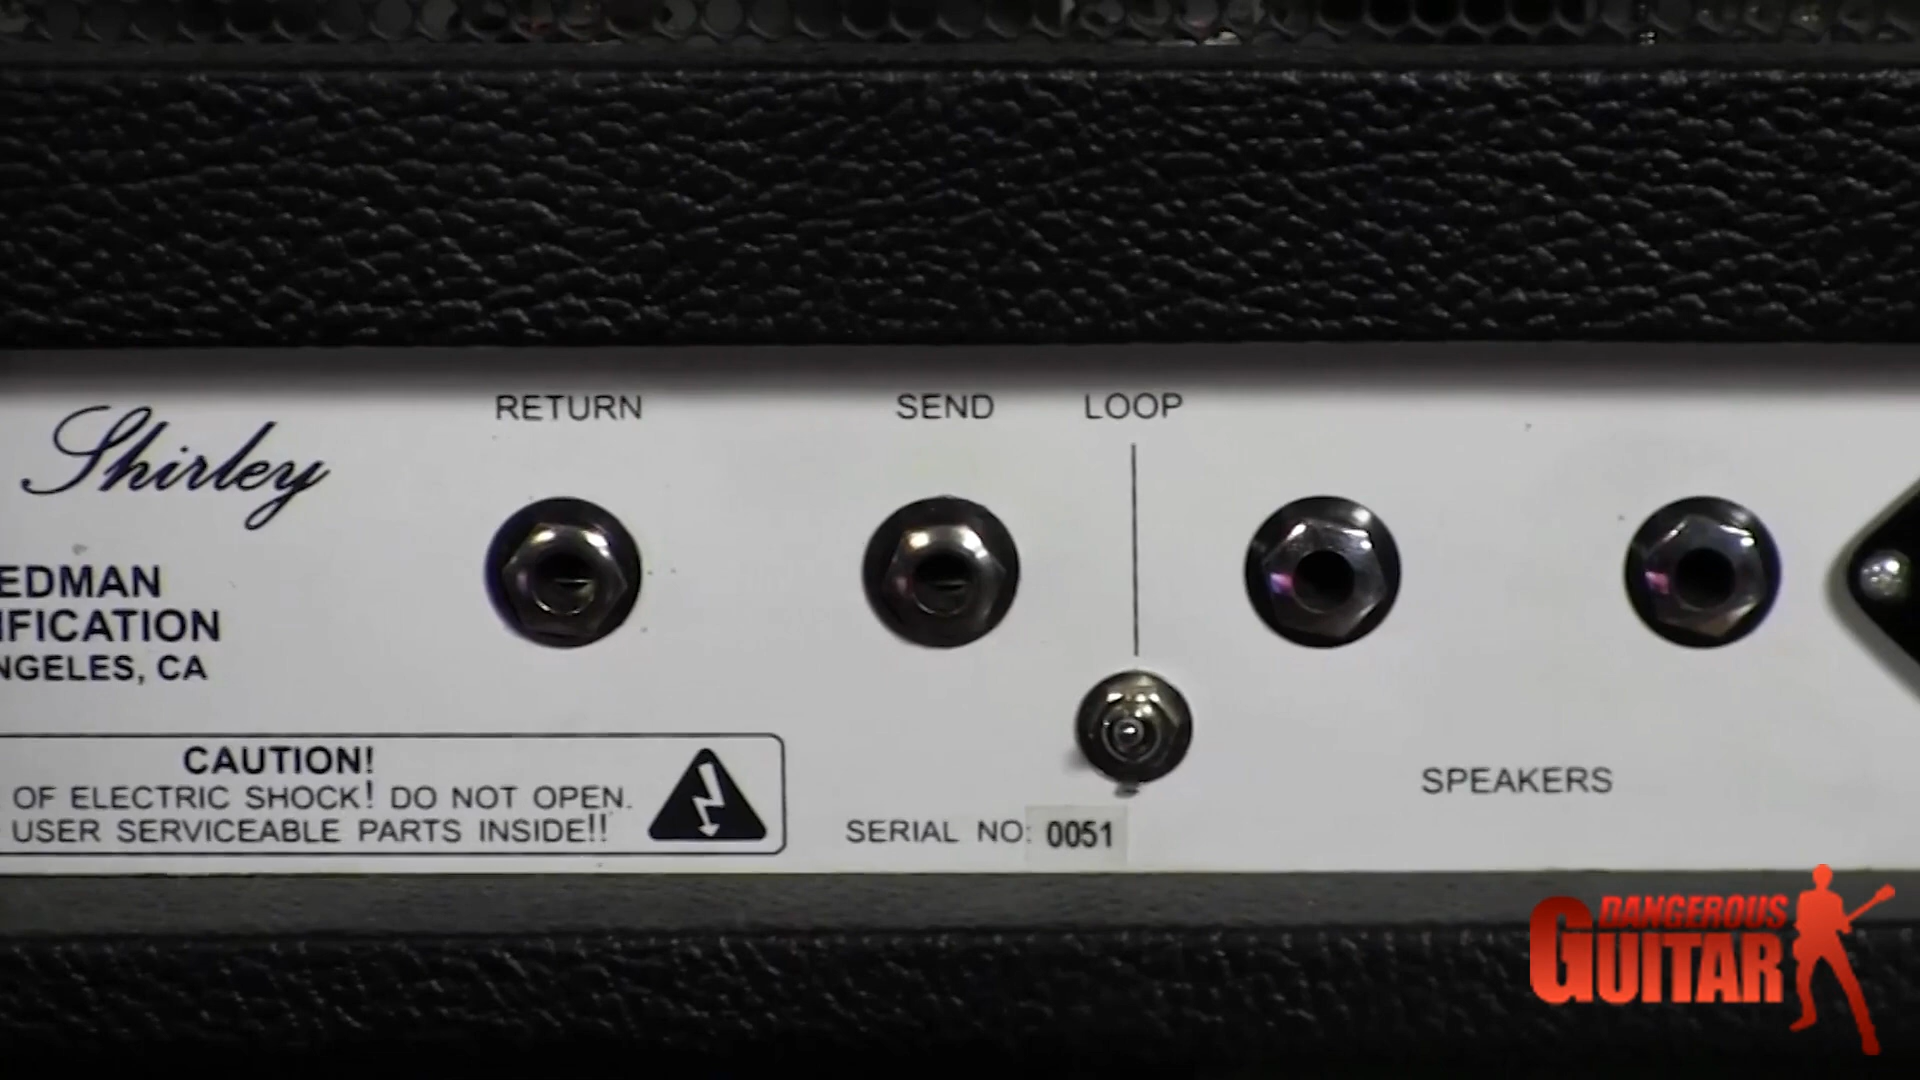 Shirley
RETURN
SEND
LOOP
EDMAN
IFICATION
NGELES, CA
CAUTION!
OF ELECTRIC SHOCK! DO NOT OPEN.
USER SERVICEABLE PARTS INSIDE!!
SERIAL NO: 0051
SPEAKERS
DANGEROUS
GUITAR